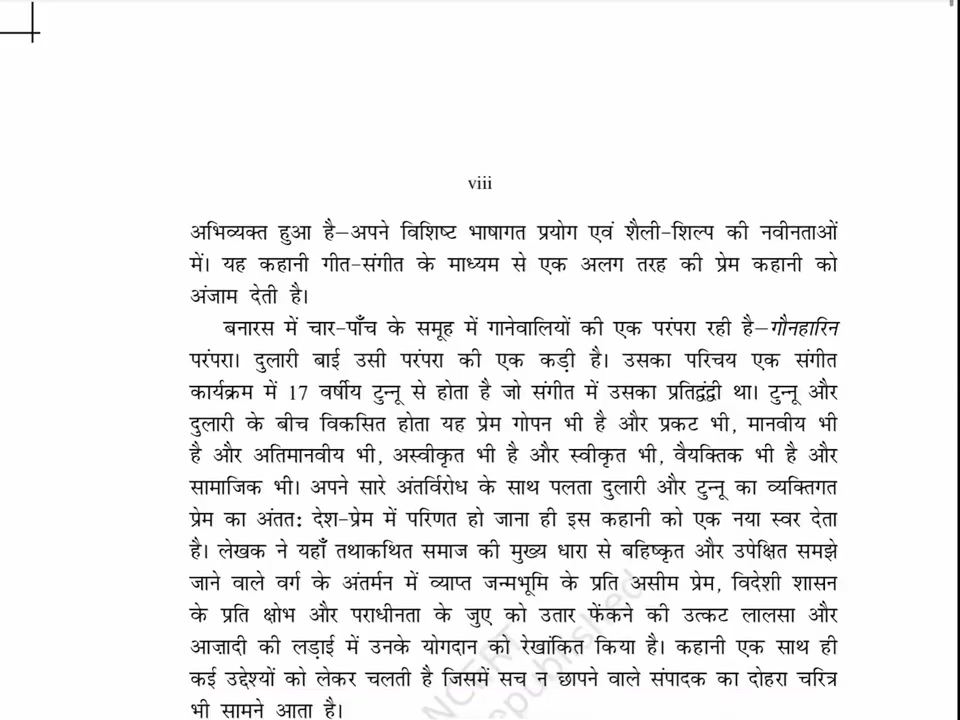 viii
अभिव्यक्त हुआ है–अपने विशिष्ट भाषागत प्रयोग एवं शैली-शिल्प की नवीनताओं
में। यह कहानी गीत-संगीत के माध्यम से एक अलग तरह की प्रेम कहानी को
अंजाम देती है।
बनारस में चार-पाँच के समूह में गानेवालियों की एक परंपरा रही है–गौनहारिन
परंपरा। दुलारी बाई उसी परंपरा की एक कड़ी है। उसका परिचय एक संगीत
कार्यक्रम में 17 वर्षीय टुन्नू से होता है जो संगीत में उसका प्रतिद्वंद्वी था। टुन्नू और
दुलारी के बीच विकसित होता यह प्रेम गोपन भी है और प्रकट भी, मानवीय भी
है और अतिमानवीय भी, अस्वीकृत भी है और स्वीकृत भी, वैयक्तिक भी है और
सामाजिक भी। अपने सारे अंतर्विरोध के साथ पलता दुलारी और टुन्नू का व्यक्तिगत
प्रेम का अंतत: देश-प्रेम में परिणत हो जाना ही इस कहानी को एक नया स्वर देता
है। लेखक ने यहाँ तथाकथित समाज की मुख्य धारा से बहिष्कृत और उपेक्षित समझे
जाने वाले वर्ग के अंतर्मन में व्याप्त जन्मभूमि के प्रति असीम प्रेम, विदेशी शासन
के प्रति क्षोभ और पराधीनता के जुए को उतार फेंकने की उत्कट लालसा और
आज़ादी की लड़ाई में उनके योगदान को रेखांकित किया है। कहानी एक साथ ही
कई उद्देश्यों को लेकर चलती है जिसमें सच न छापने वाले संपादक का दोहरा चरित्र
भी सामने आता है।
NCERT
republished